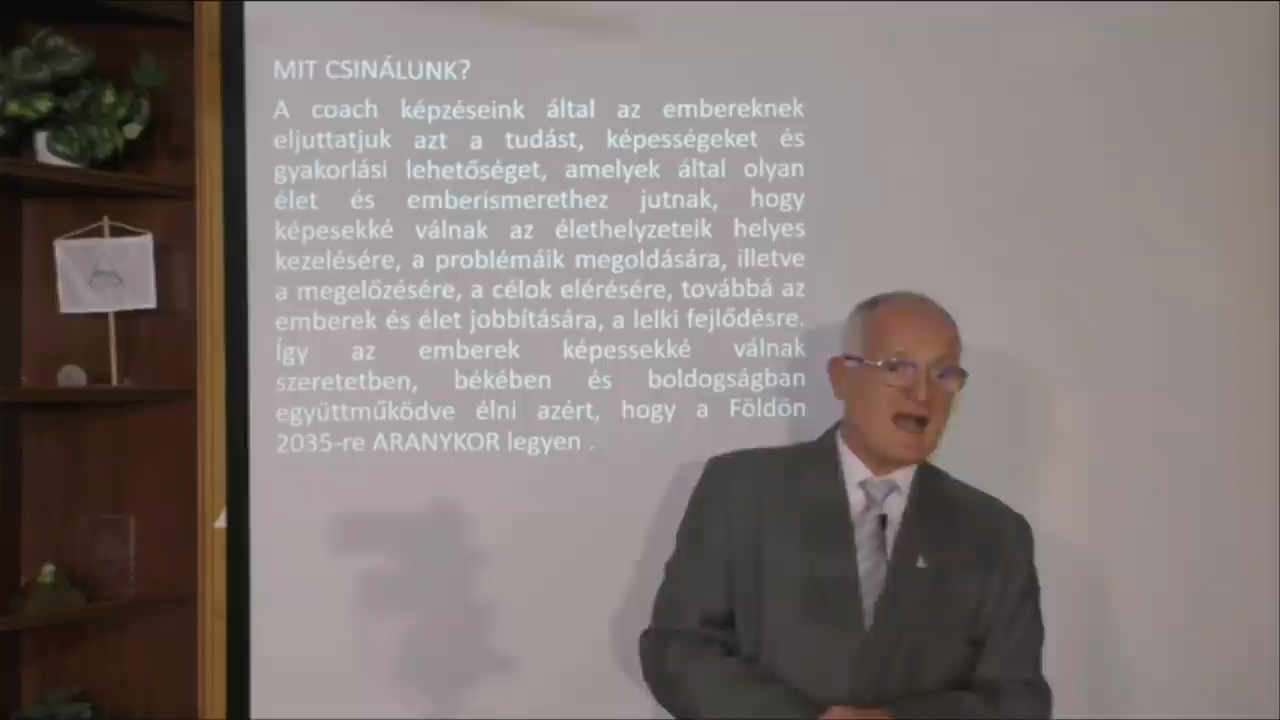 MIT CSINÁLUNK?
A coach képzéseink által az embereknek
eljuttatjuk azt a tudást, képességeket és
gyakorlási lehetőséget, amelyek által olyan
élet és emberismerethez jutnak, hogy
képesekké válnak az élethelyzeteik helyes
kezelésére, a problémáik megoldására, illetve
a megelőzésére, a célok elérésére, továbbá az
emberek és élet jobbítására, a lelki fejlődésre.
Így az emberek képessekké válnak
szeretetben, békében és boldogságban
együttműködve élni azért, hogy a Földön
2035-re ARANYKOR legyen .